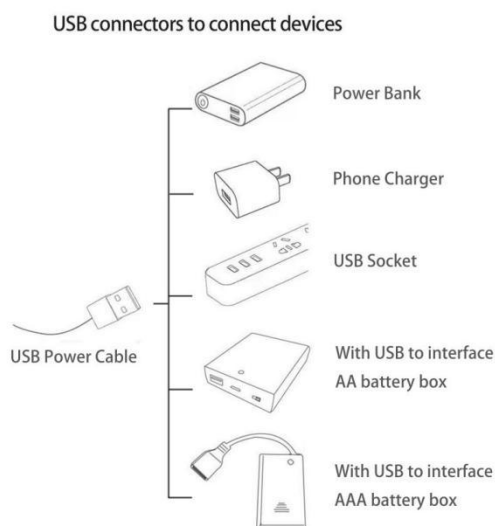 USB connectors to connect devices
Power Bank
Phone Charger
USB Socket
USB Power Cable
With USB to interface
AA battery box
With USB to interface
AAA battery box